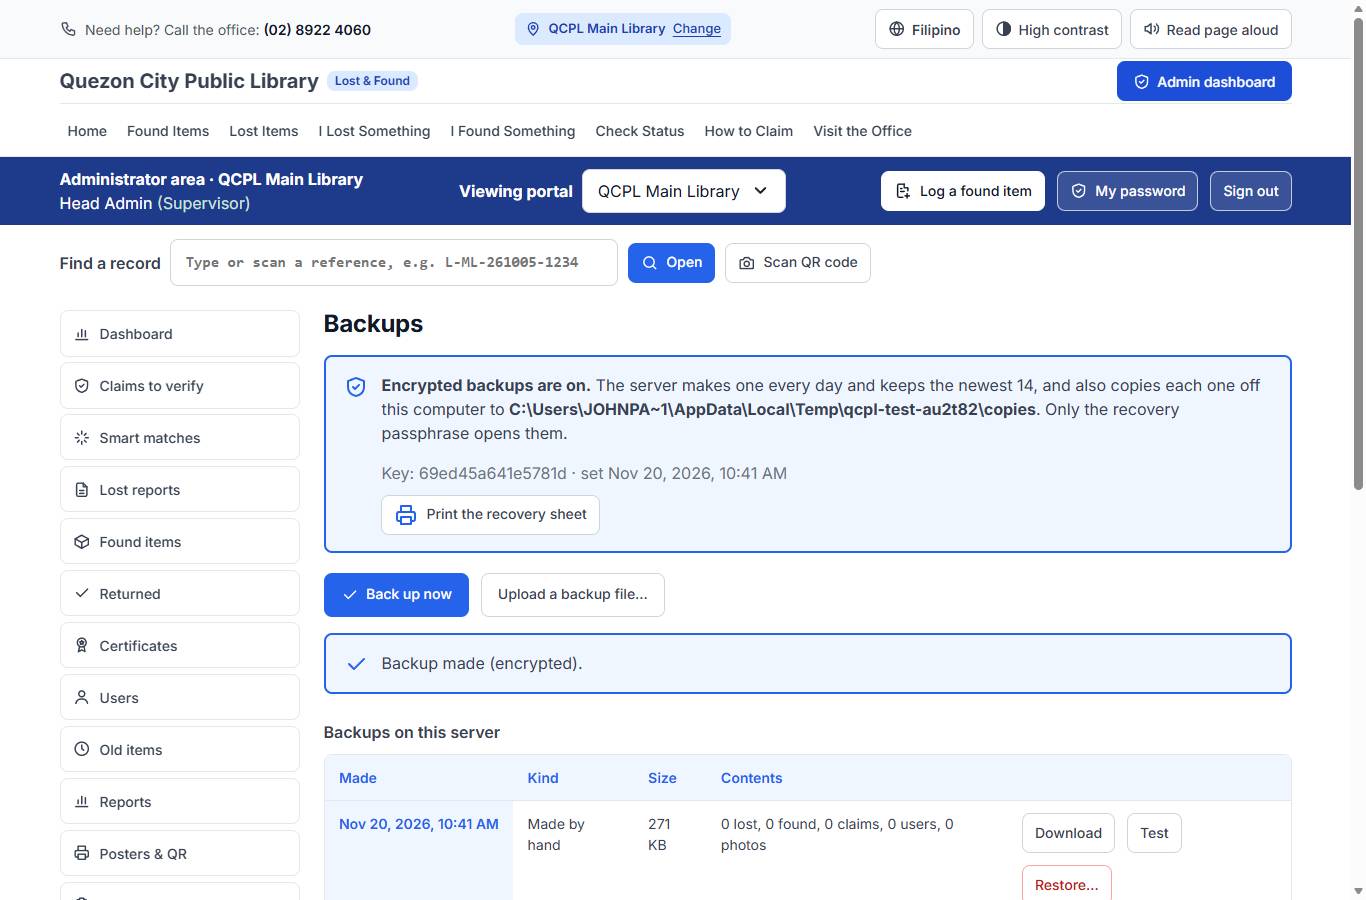 Need help? Call the office: (02) 8922 4060
QCPL Main Library Change
Filipino
High contrast
Read page aloud
Quezon City Public Library
Lost & Found
Admin dashboard
Home
Found Items
Lost Items
I Lost Something
I Found Something
Check Status
How to Claim
Visit the Office
Administrator area · QCPL Main Library
Head Admin (Supervisor)
Viewing portal
QCPL Main Library
Log a found item
My password
Sign out
Find a record
Type or scan a reference, e.g. L-ML-261005-1234
Open
Scan QR code
Dashboard
Claims to verify
Smart matches
Lost reports
Found items
Returned
Certificates
Users
Old items
Reports
Posters & QR
Backups
Encrypted backups are on. The server makes one every day and keeps the newest 14, and also copies each one off
this computer to C:\Users\JOHNPA~1\AppData\Local\Temp\qcpl-test-au2t82\copies. Only the recovery
passphrase opens them.
Key: 69ed45a641e5781d · set Nov 20, 2026, 10:41 AM
Print the recovery sheet
Back up now
Upload a backup file...
Backup made (encrypted).
Backups on this server
Made
Kind
Size
Contents
Nov 20, 2026, 10:41 AM
Made by
hand
271
KB
0 lost, 0 found, 0 claims, 0 users, 0
photos
Download
Test
Restore...